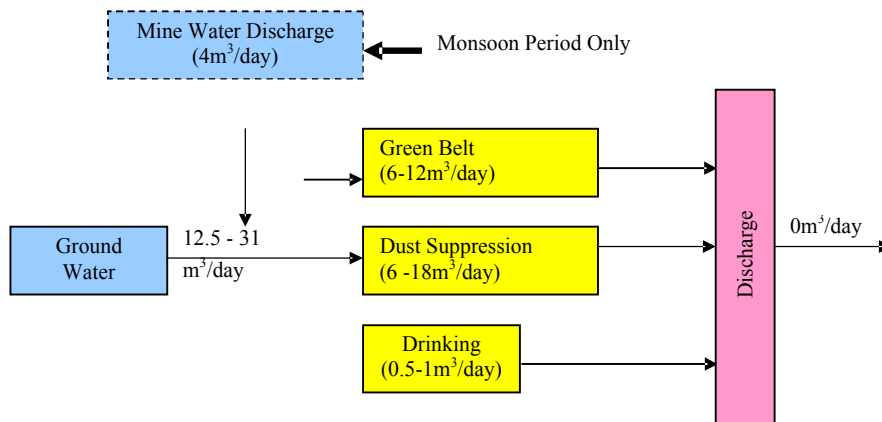 Mine Water Discharge
(4m³/day)
Monsoon Period Only
Green Belt
(6-12m³/day)
Ground
Water
12.5 - 31
m³/day
Dust Suppression
(6 -18m³/day)
Drinking
(0.5-1m³/day)
Discharge
0m³/day